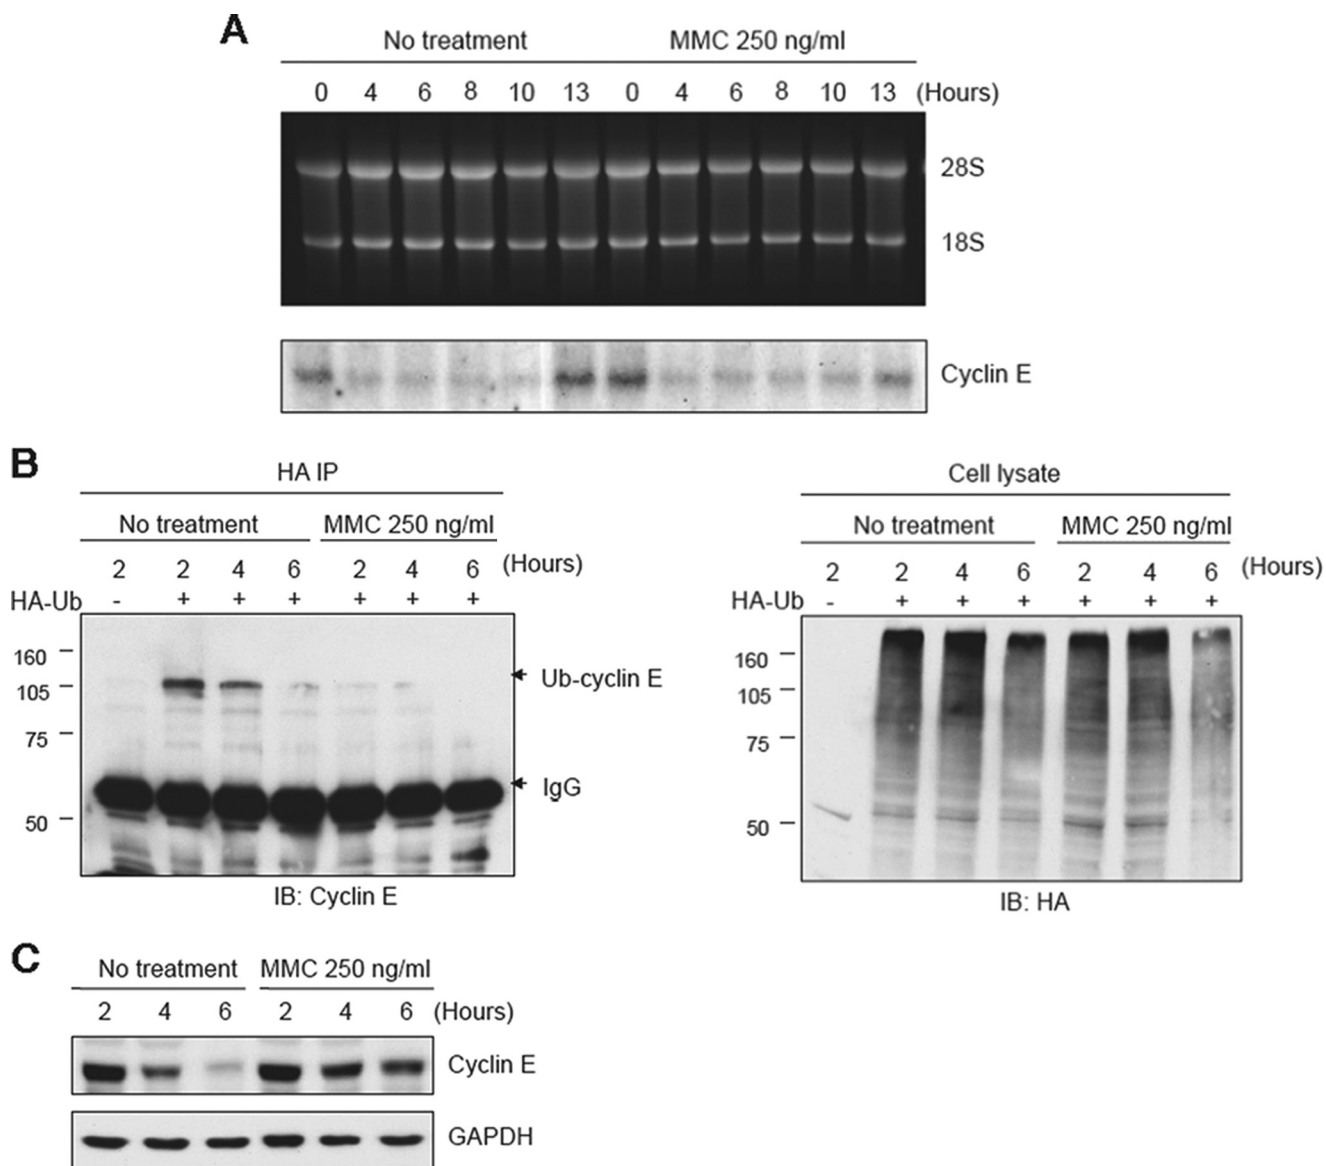 A
No treatment MMC 250 ng/ml
0 4 6 8 10 13 0 4 6 8 10 13 (Hours)
28S
18S
Cyclin E
B
HA IP
No treatment MMC 250 ng/ml
2 2 4 6 2 4 6 (Hours)
HA-Ub - + + + + + +
160
105
75
50
Ub-cyclin E
IgG
IB: Cyclin E
Cell lysate
No treatment MMC 250 ng/ml
2 2 4 6 2 4 6 (Hours)
HA-Ub - + + + + + +
160
105
75
50
IB: HA
C
No treatment MMC 250 ng/ml
2 4 6 2 4 6 (Hours)
Cyclin E
GAPDH